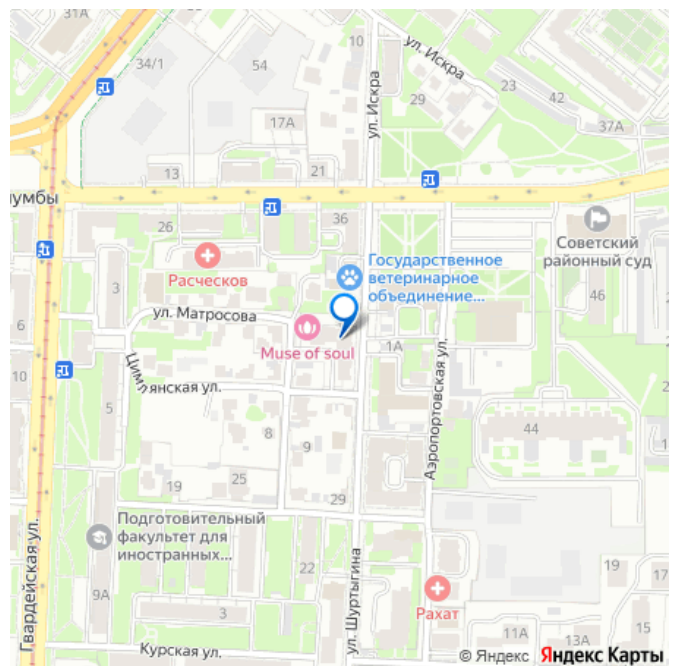 31А
10
ул. Искра
34/1
54
23
42
29
17А
37А
ул. Искра
13
21
лумбы
26
36
Государственное
ветеринарное
объединение...
Советский
районный суд
Расческов
3
46
ул. Матросова
6
Muse of soul
1А
10
Цимлянская ул.
5
Аэропортовская ул.
8
9
44
25
19
29
Подготовительный
факультет для
иностранных...
22
Гвардейская ул.
ул. Шуртыгина
19
17
9А
3
Рахат
15
11А
13А
Курская ул.
© Яндекс Яндекс Карты